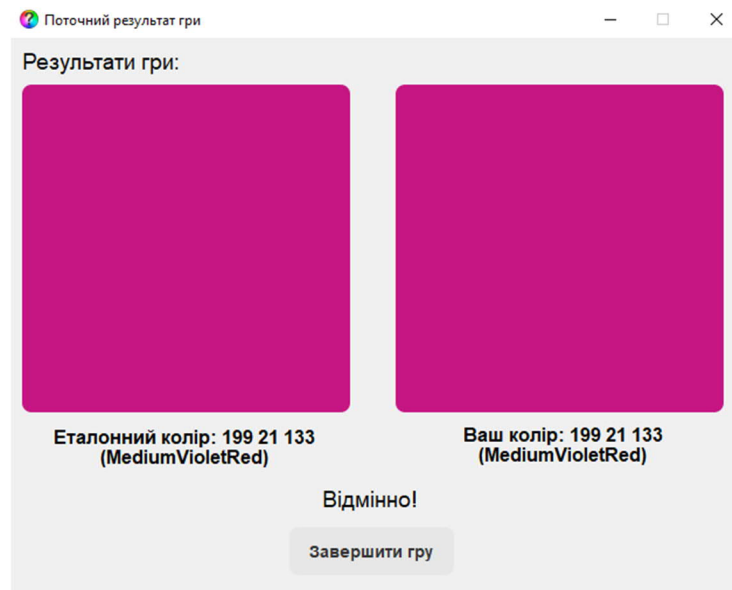 Поточний результат гри
Результати гри:
Еталонний колір: 199 21 133
(MediumVioletRed)
Ваш колір: 199 21 133
(MediumVioletRed)
Відмінно!
Завершити гру